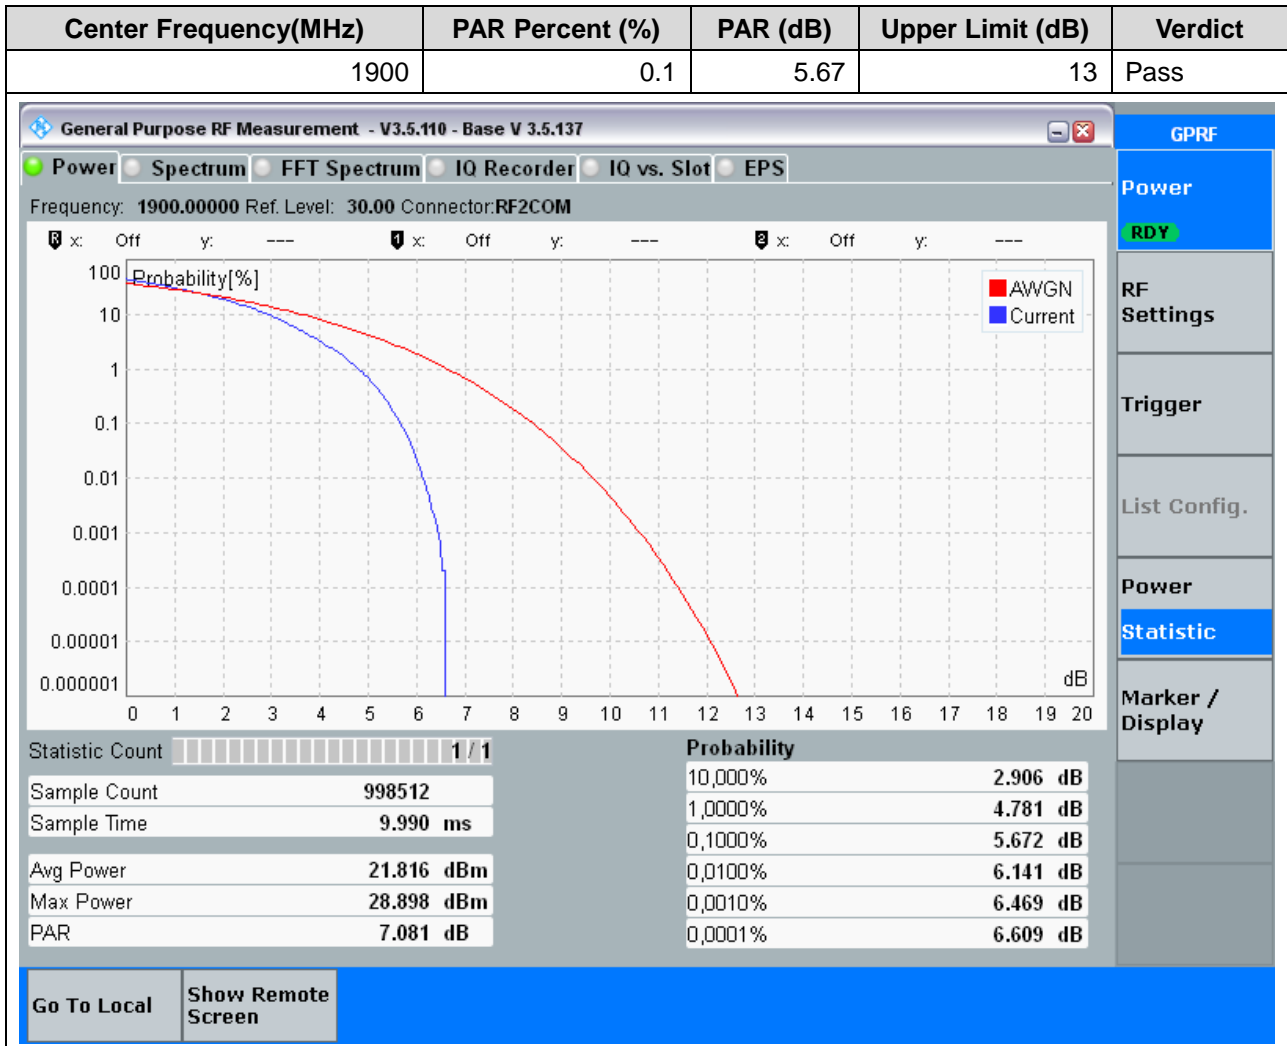 Center Frequency(MHz) PAR Percent (%) PAR (dB) Upper Limit (dB) Verdict
1900 0.1 5.67 13 Pass
General Purpose RF Measurement - V3.5.110 - Base V 3.5.137
GPRF
Power Spectrum FFT Spectrum IQ Recorder IQ vs. Slot EPS
Frequency: 1900.00000 Ref. Level: 30.00 Connector:RF2COM
R x: Off y: --- 1 x: Off y: --- 2 x: Off y: ---
Probability[%]
AWGN
Current
100
10
1
0.1
0.01
0.001
0.0001
0.00001
0.000001
dB
0 1 2 3 4 5 6 7 8 9 10 11 12 13 14 15 16 17 18 19 20
Statistic Count 1 / 1
Sample Count 998512
Sample Time 9.990 ms
Avg Power 21.816 dBm
Max Power 28.898 dBm
PAR 7.081 dB
Probability
10,000% 2.906 dB
1,0000% 4.781 dB
0,1000% 5.672 dB
0,0100% 6.141 dB
0,0010% 6.469 dB
0,0001% 6.609 dB
Power
RDY
RF
Settings
Trigger
List Config.
Power
Statistic
Marker /
Display
Go To Local
Show Remote
Screen